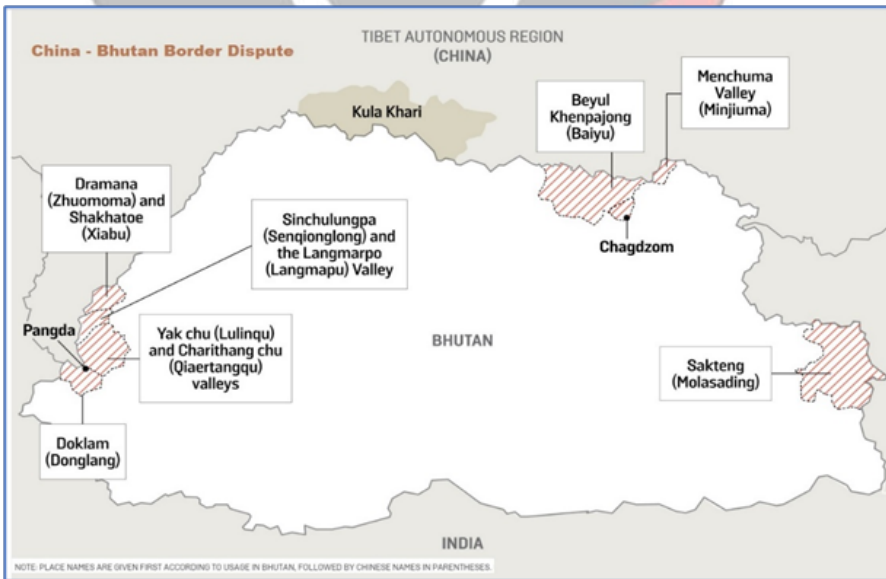 China - Bhutan Border Dispute
TIBET AUTONOMOUS REGION
(CHINA)
Kula Khari
Beyul
Khenpajong
(Baiyu)
Menchuma
Valley
(Minjiuma)
Dramana
(Zhuomoma) and
Shakhatoe
(Xiabu)
Sinchulungpa
(Senqionglong) and
the Langmarpo
(Langmapu) Valley
Chagdzom
Pangda
Yak chu (Lulinqu)
and Charithang chu
(Qiaertangqu)
valleys
BHUTAN
Sakteng
(Molasading)
Doklam
(Donglang)
INDIA
NOTE: PLACE NAMES ARE GIVEN FIRST ACCORDING TO USAGE IN BHUTAN, FOLLOWED BY CHINESE NAMES IN PARENTHESES.